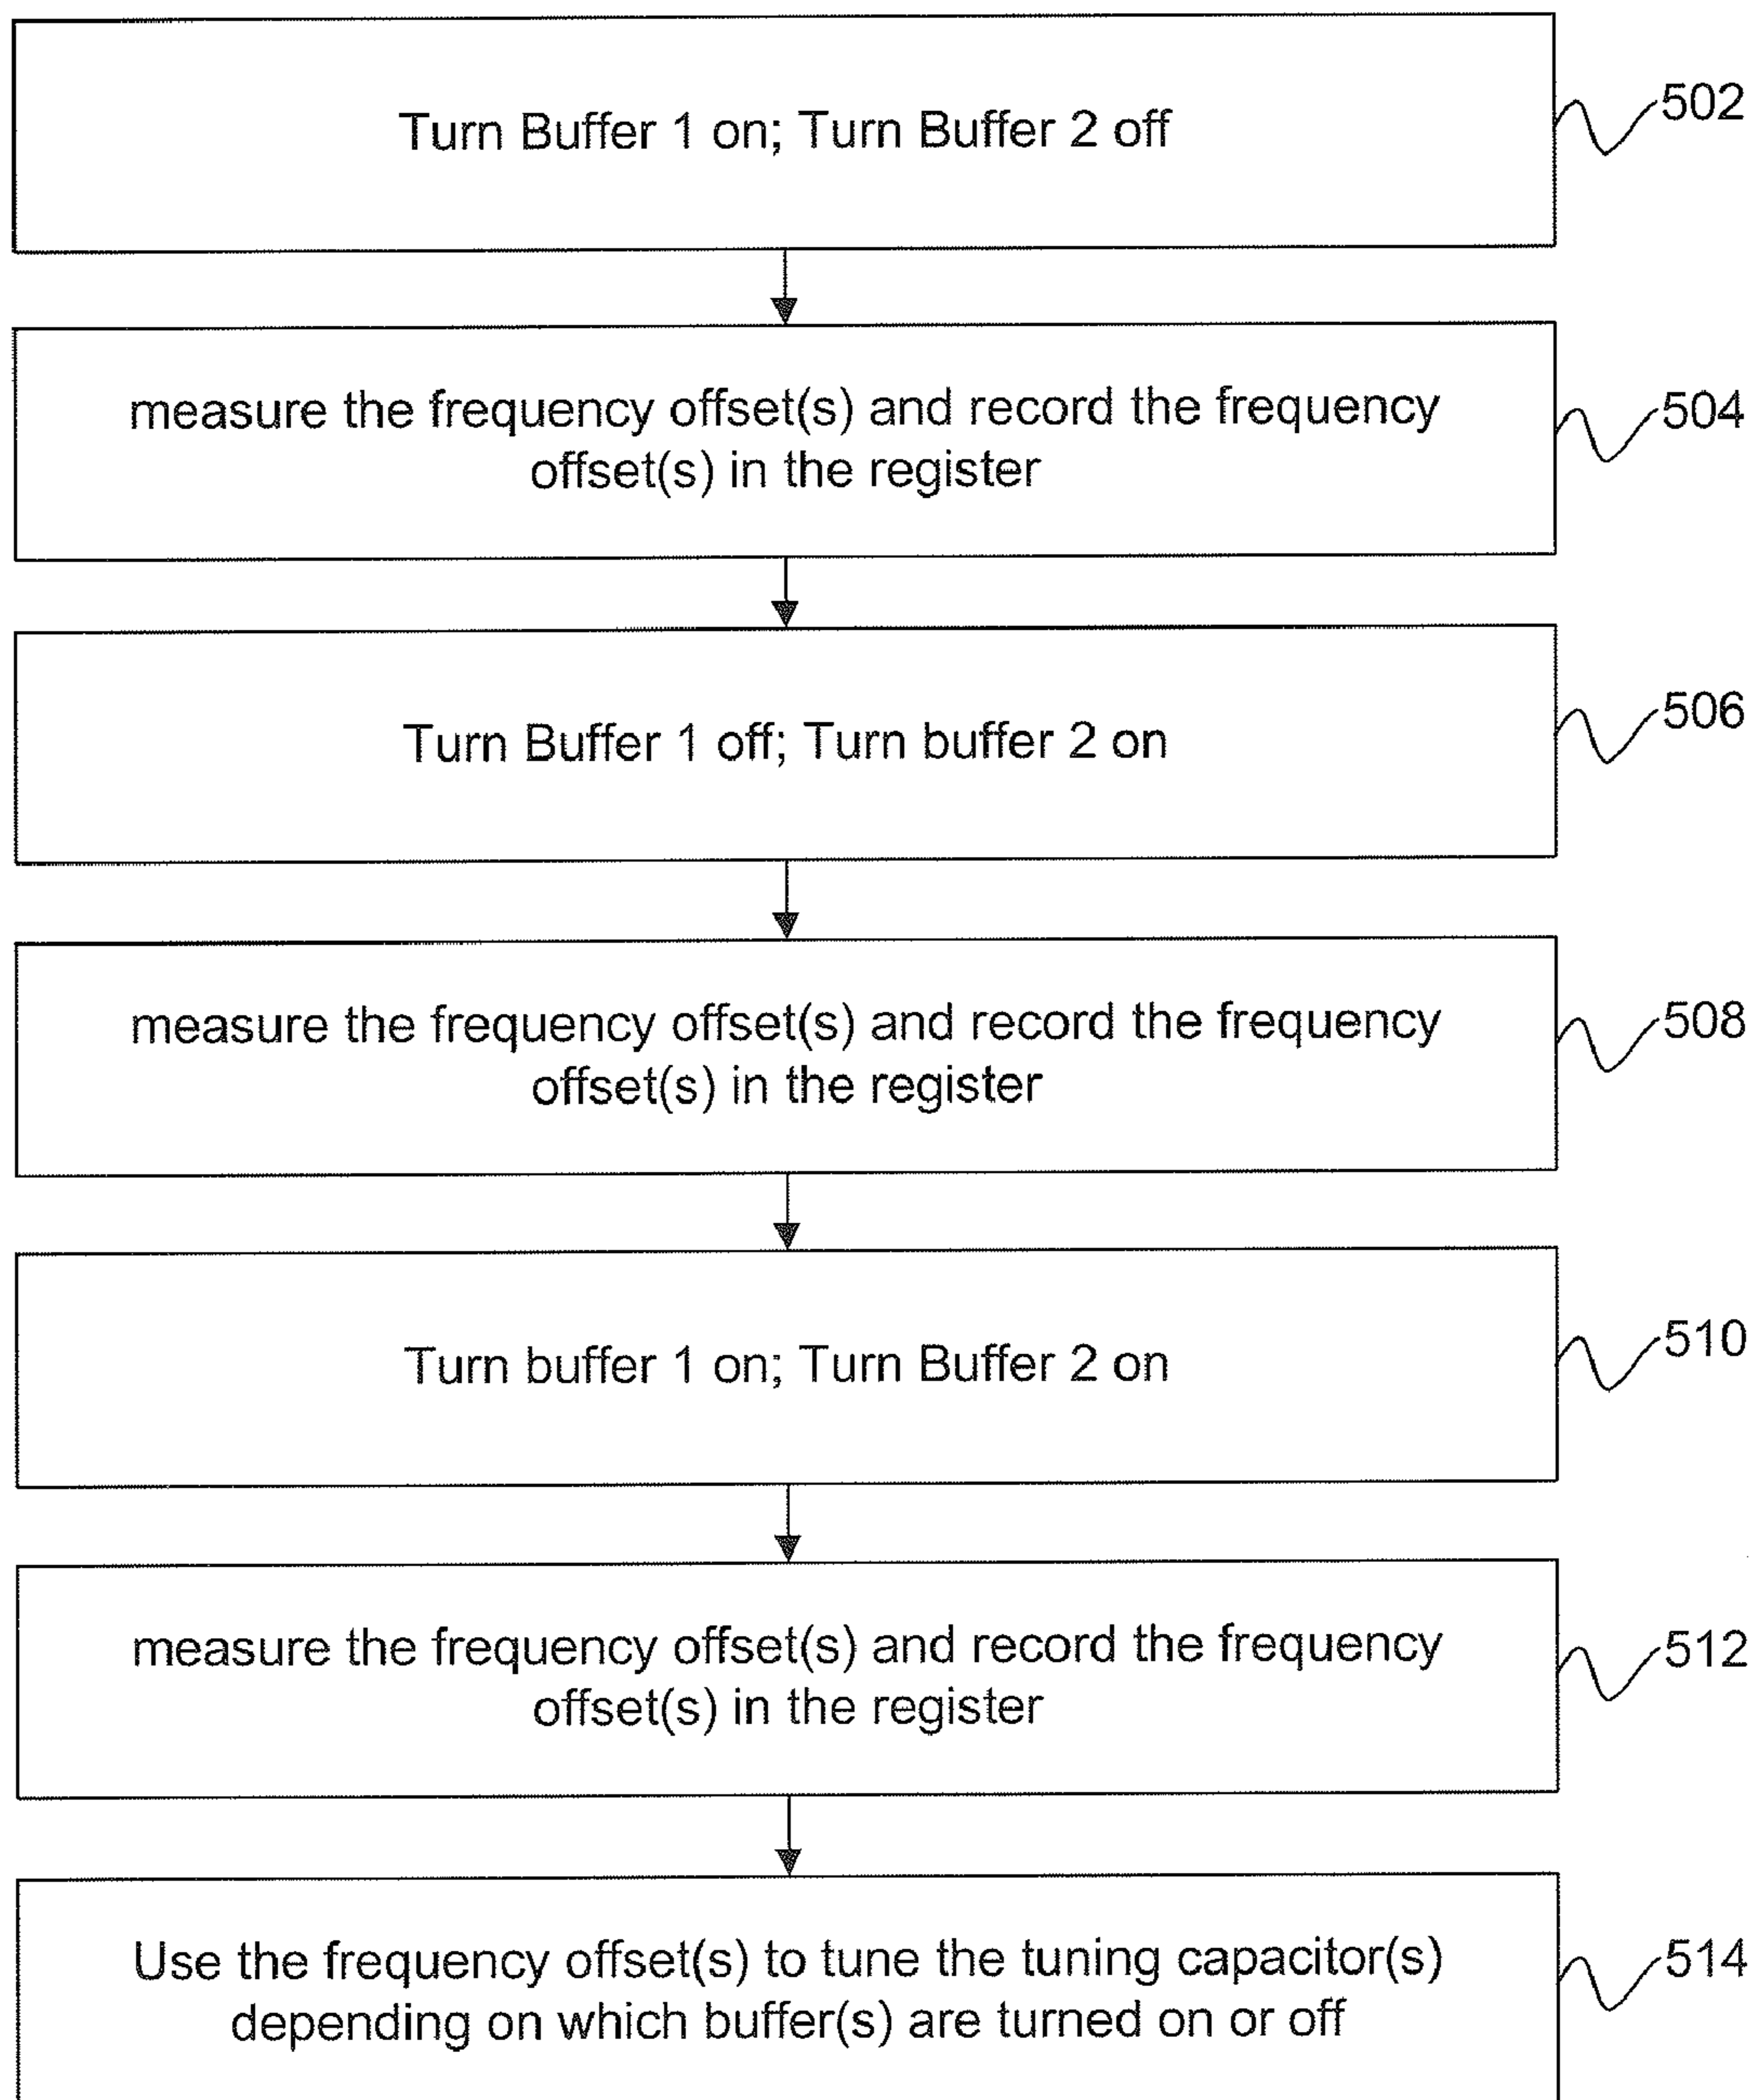 Turn Buffer 1 on; Turn Buffer 2 off
502
measure the frequency offset(s) and record the frequency
offset(s) in the register
504
Turn Buffer 1 off; Turn buffer 2 on
506
measure the frequency offset(s) and record the frequency
offset(s) in the register
508
Turn buffer 1 on; Turn Buffer 2 on
510
measure the frequency offset(s) and record the frequency
offset(s) in the register
512
Use the frequency offset(s) to tune the tuning capacitor(s)
depending on which buffer(s) are turned on or off
514